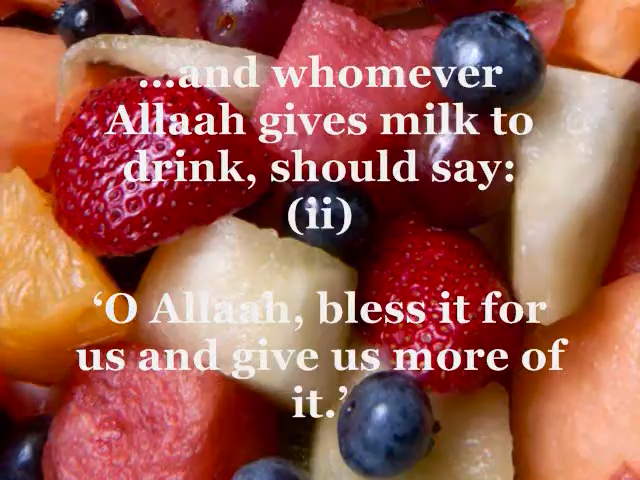 ...and whomever
Allaah gives milk to
drink, should say:
(ii)
‘O Allaah, bless it for
us and give us more of
it.’